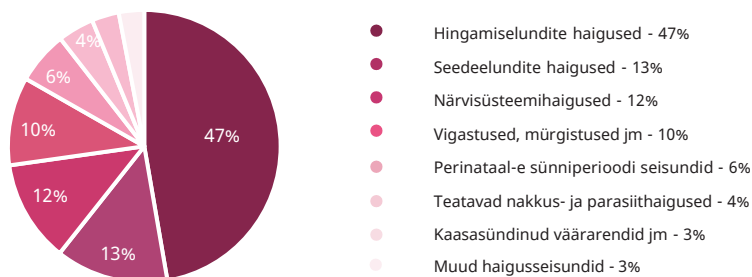 4%
6%
10%
12%
13%
47%
Hingamiselundite haigused - 47%
Seedeelundite haigused - 13%
Närvisüsteemihaigused - 12%
Vigastused, mürgistused jm - 10%
Perinataal-e sünniperioodi seisundid - 6%
Teatavad nakkus- ja parasiithaigused - 4%
Kaasasündinud väärarendid jm - 3%
Muud haigusseisundid - 3%